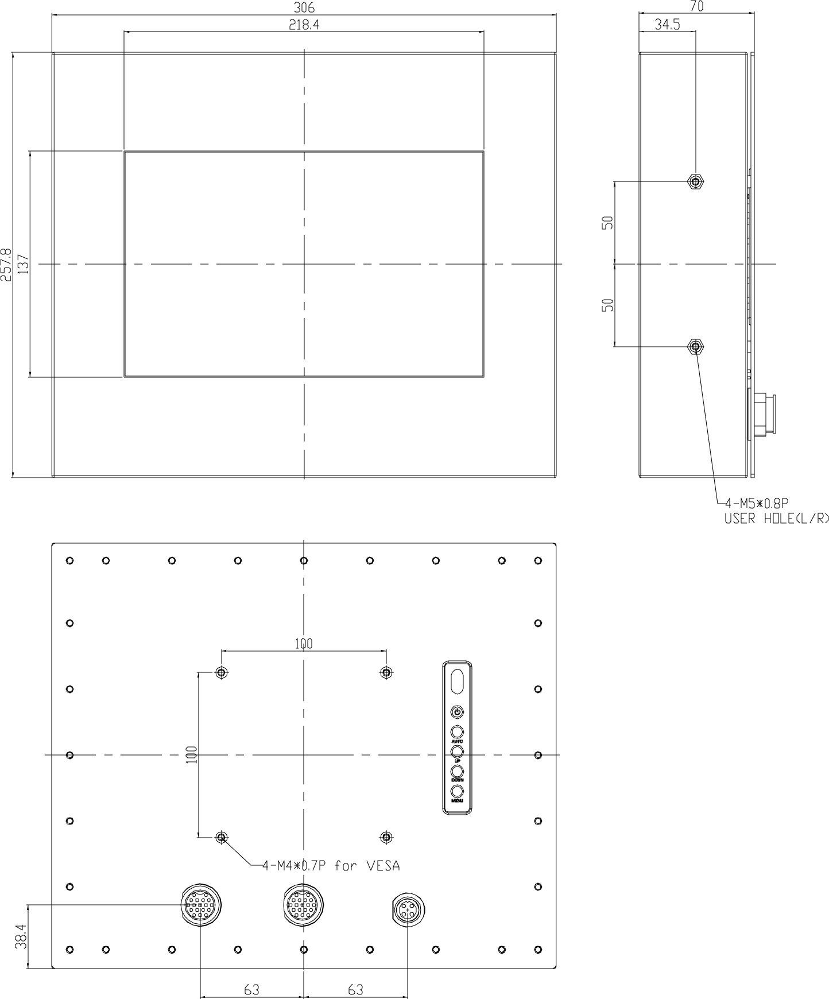 306
218.4
257.8
137
70
34.5
50
50
4-M5*0.8P
USER HOLE(L/R)
100
100
AUTO
UP
DOWN
MENU
4-M4*0.7P for VESA
38.4
63
63